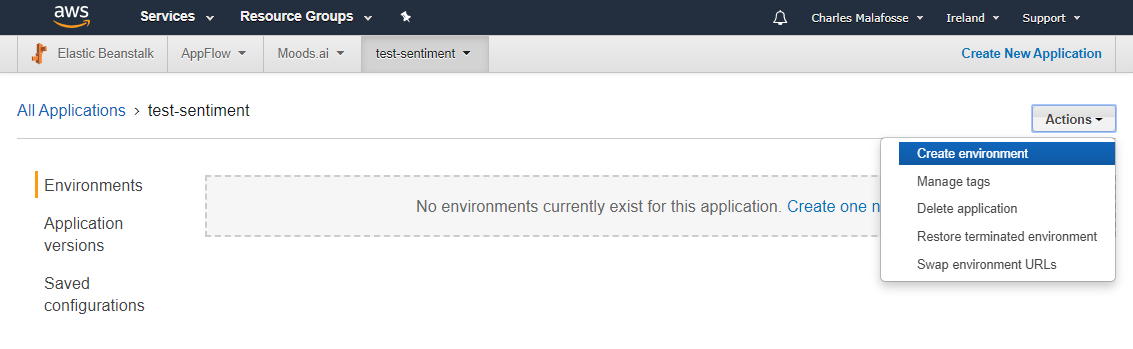 aws Services Resource Groups Charles Malafosse Ireland Support
Elastic Beanstalk AppFlow Moods.ai test-sentiment Create New Application
All Applications › test-sentiment
Actions
Create environment
Manage tags
Delete application
Restore terminated environment
Swap environment URLs
Environments
Application
versions
Saved
configurations
No environments currently exist for this application. Create one